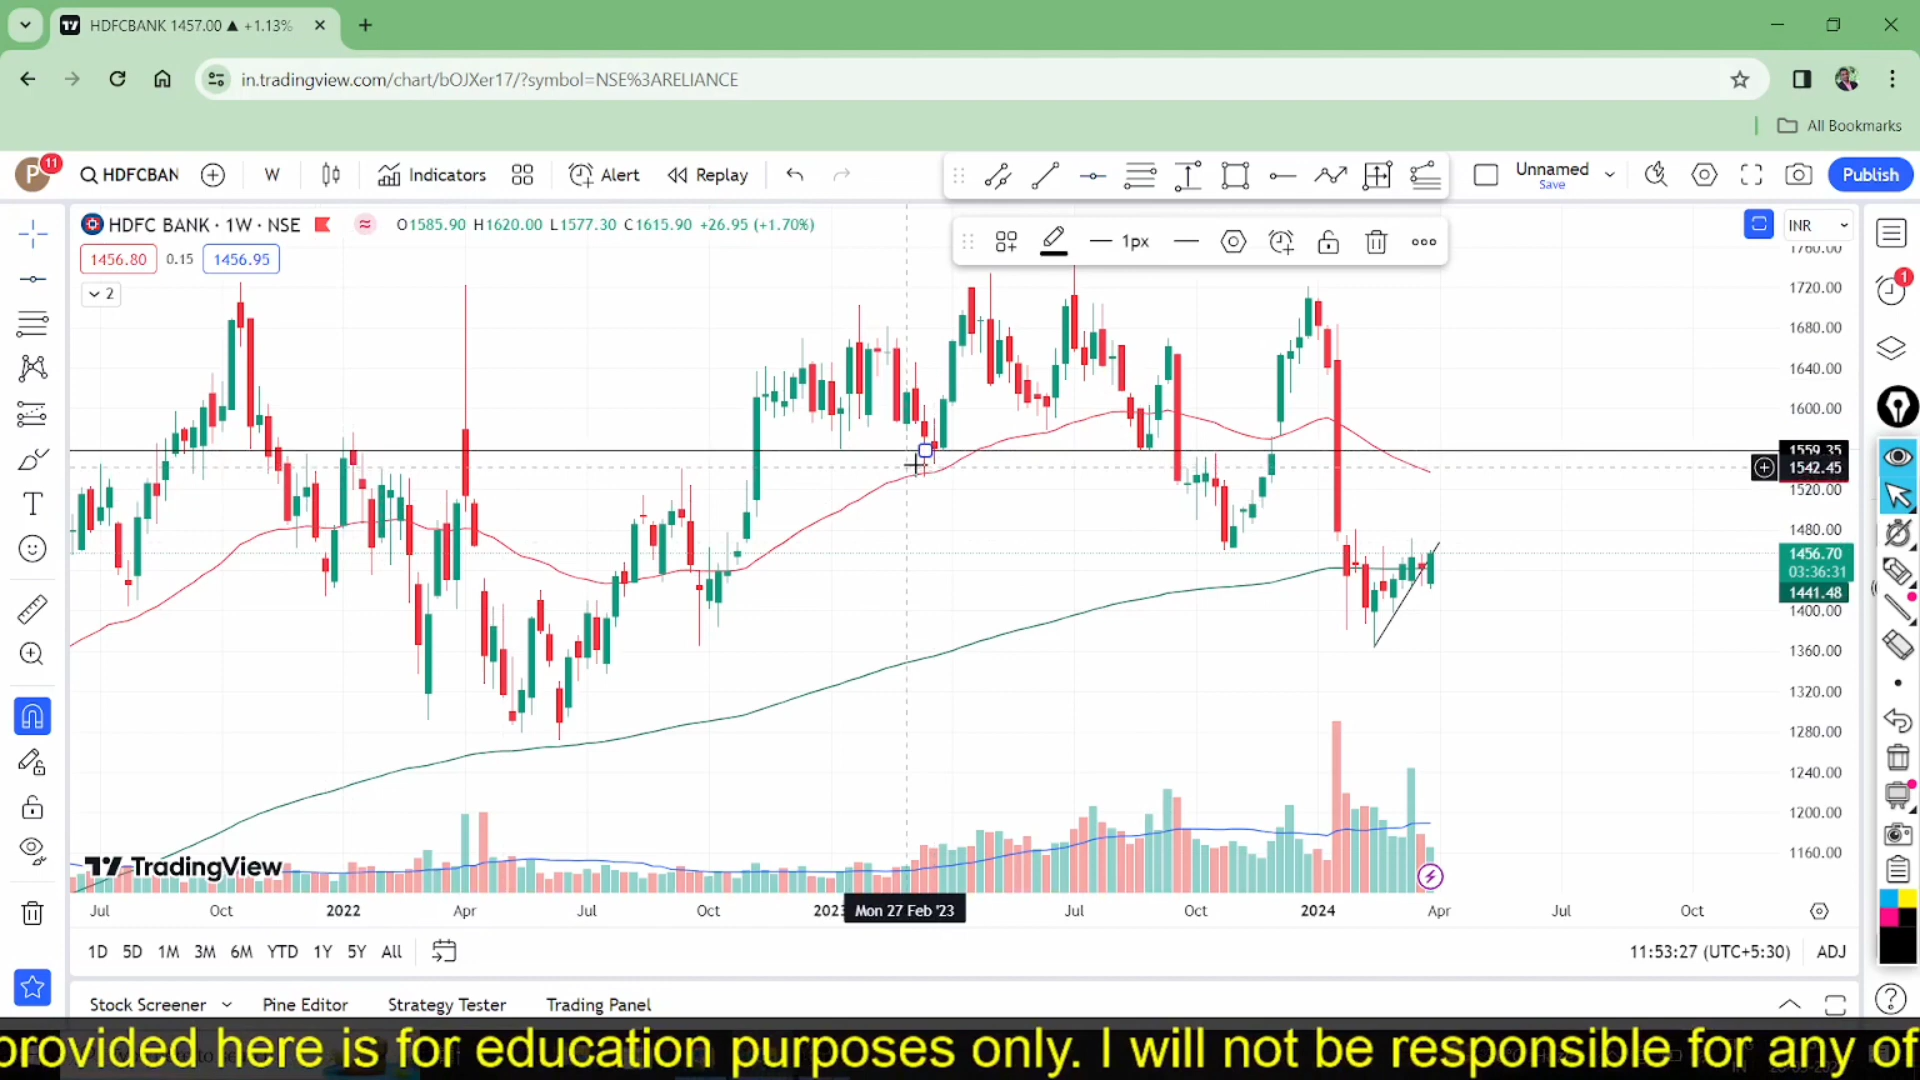 HDFCBANK 1457.00 ▲ +1.13%
in.tradingview.com/chart/bOJXer17/?symbol=NSE%3ARELIANCE
All Bookmarks
P 11 HDFCBAN W Indicators Alert Replay Unnamed Save Publish
HDFC BANK · 1W · NSE O1585.90 H1620.00 L1577.30 C1615.90 +26.95 (+1.70%) INR
1px
1456.80 0.15 1456.95
2
1760.00
1720.00
1680.00
1640.00
1600.00
1559.35
1542.45
1520.00
1480.00
1456.70
03:36:31
1441.48
1400.00
1360.00
1320.00
1280.00
1240.00
1200.00
1160.00
1
TradingView
Jul Oct 2022 Apr Jul Oct 2023 Mon 27 Feb '23 Jul Oct 2024 Apr Jul Oct
1D 5D 1M 3M 6M YTD 1Y 5Y All 11:53:27 (UTC+5:30) ADJ
Stock Screener Pine Editor Strategy Tester Trading Panel
provided here is for education purposes only. I will not be responsible for any of